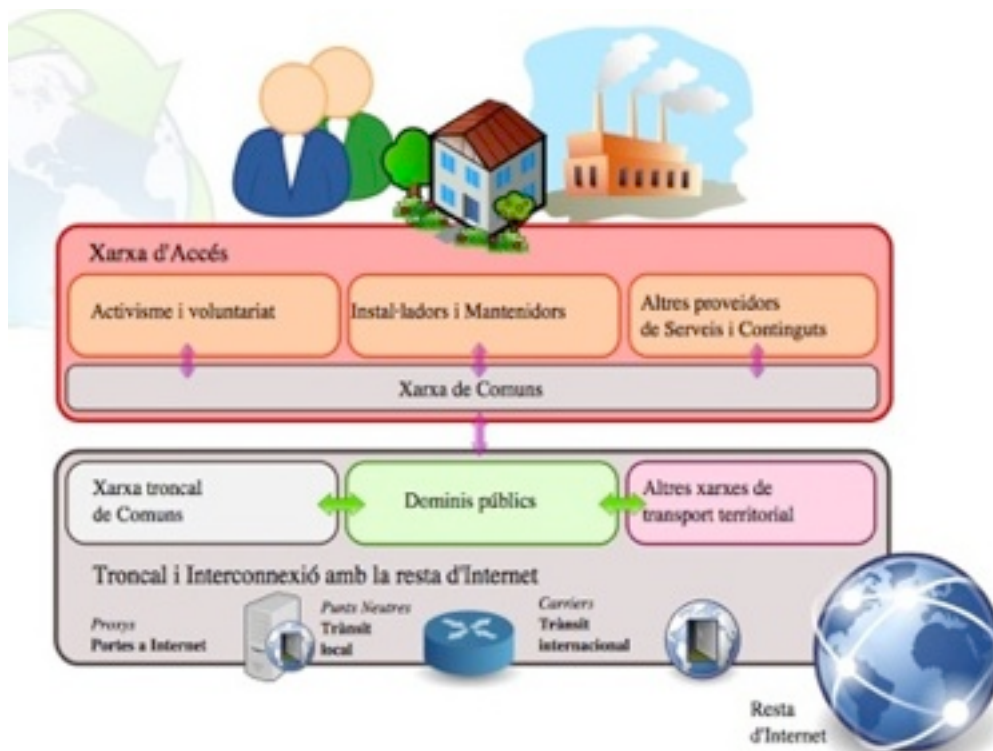 Xarxa d'Accés
Activisme i voluntariat
Instal·ladors i Mantenidors
Altres proveidors
de Serveis i Continguts
Xarxa de Comuns
Xarxa troncal
de Comuns
Dominis públics
Altres xarxes de
transport territorial
Troncal i Interconnexió amb la resta d'Internet
Proxys
Portes a Internet
Punts Neutres
Trànsit
local
Carriers
Trànsit
internacional
Resta
d'Internet